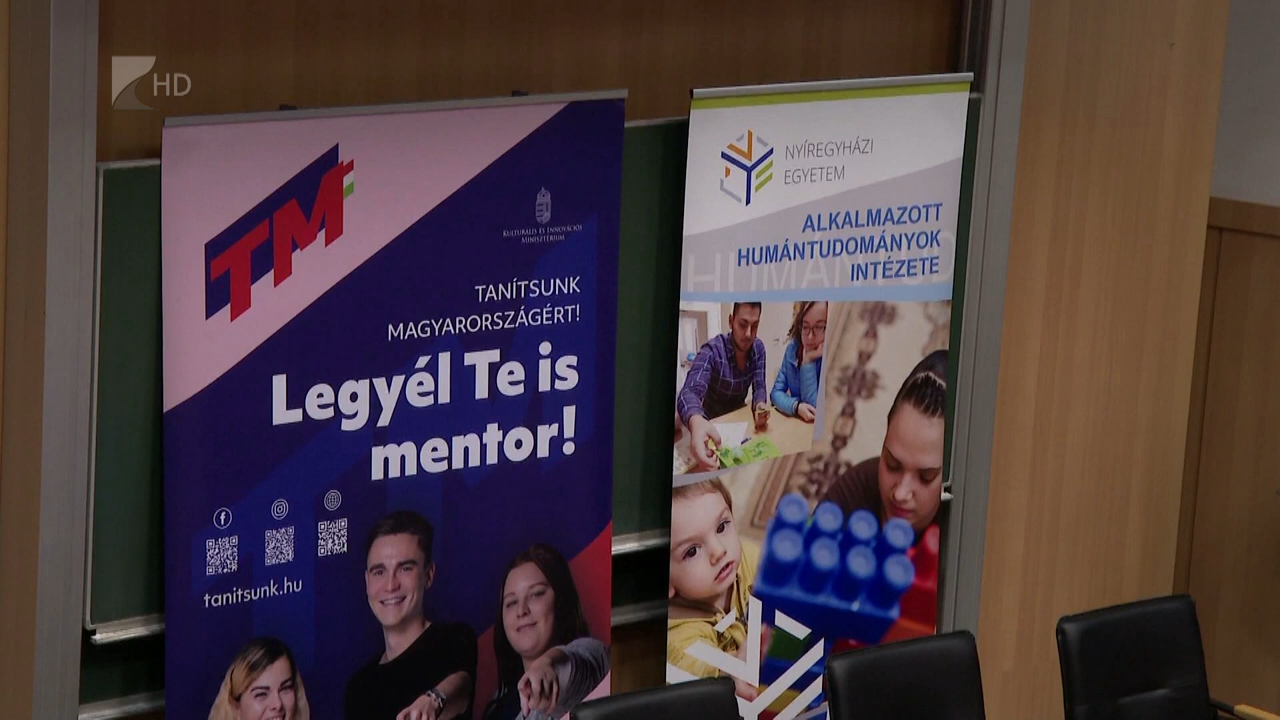 HD
TM
KULTURÁLIS ÉS INNOVÁCIÓS
MINISZTÉRIUM
TANÍTSUNK
MAGYARORSZÁGÉRT!
Legyél Te is
mentor!
tanitsunk.hu
NYÍREGYHÁZI
EGYETEM
ALKALMAZOTT
HUMÁNTUDOMÁNYOK
INTÉZETE